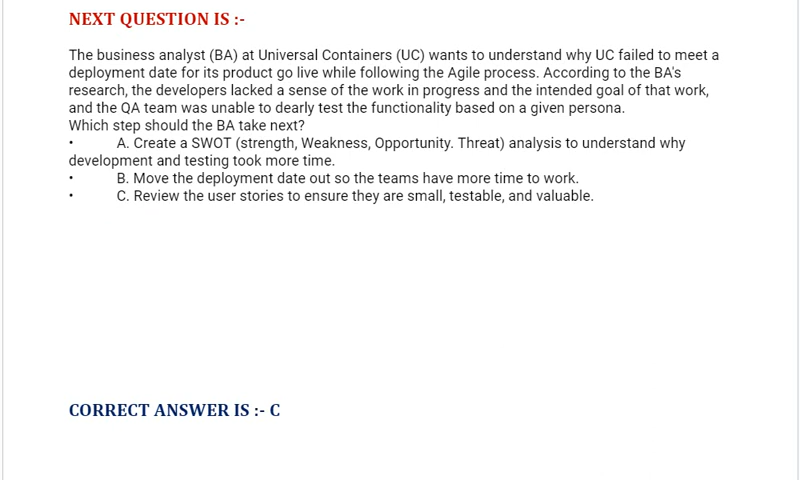 NEXT QUESTION IS :-
The business analyst (BA) at Universal Containers (UC) wants to understand why UC failed to meet a
deployment date for its product go live while following the Agile process. According to the BA's
research, the developers lacked a sense of the work in progress and the intended goal of that work,
and the QA team was unable to dearly test the functionality based on a given persona.
Which step should the BA take next?
• A. Create a SWOT (strength, Weakness, Opportunity. Threat) analysis to understand why
development and testing took more time.
• B. Move the deployment date out so the teams have more time to work.
• C. Review the user stories to ensure they are small, testable, and valuable.
CORRECT ANSWER IS :- C